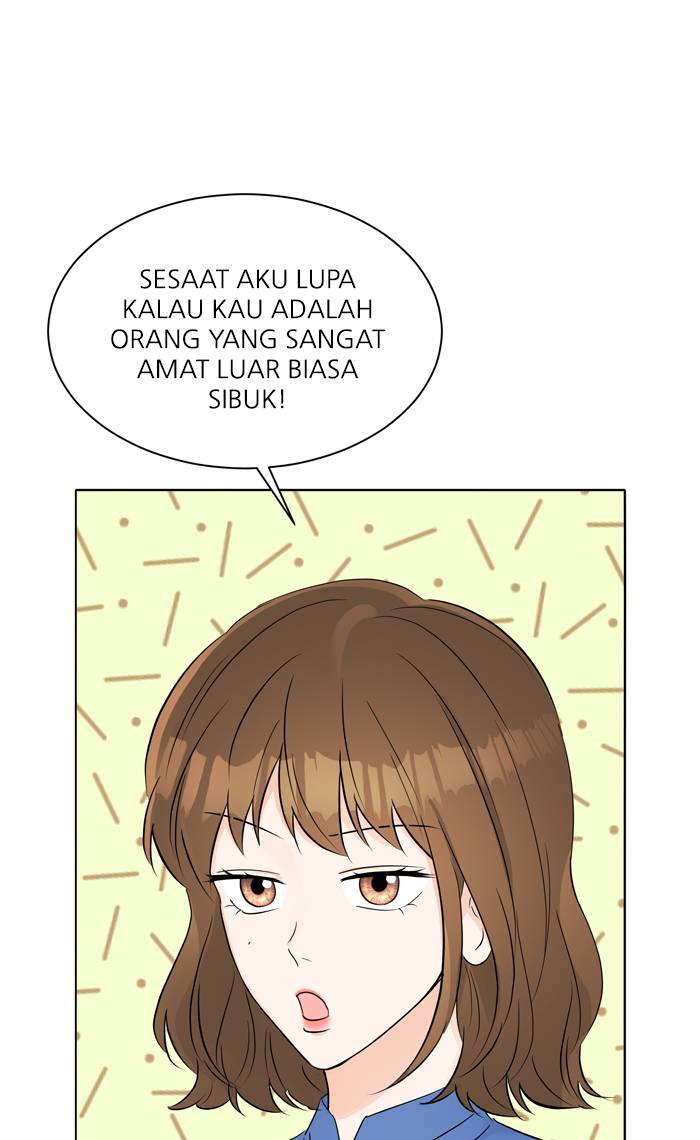 SESAAT AKU LUPA
KALAU KAU ADALAH
ORANG YANG SANGAT
AMAT LUAR BIASA
SIBUK!